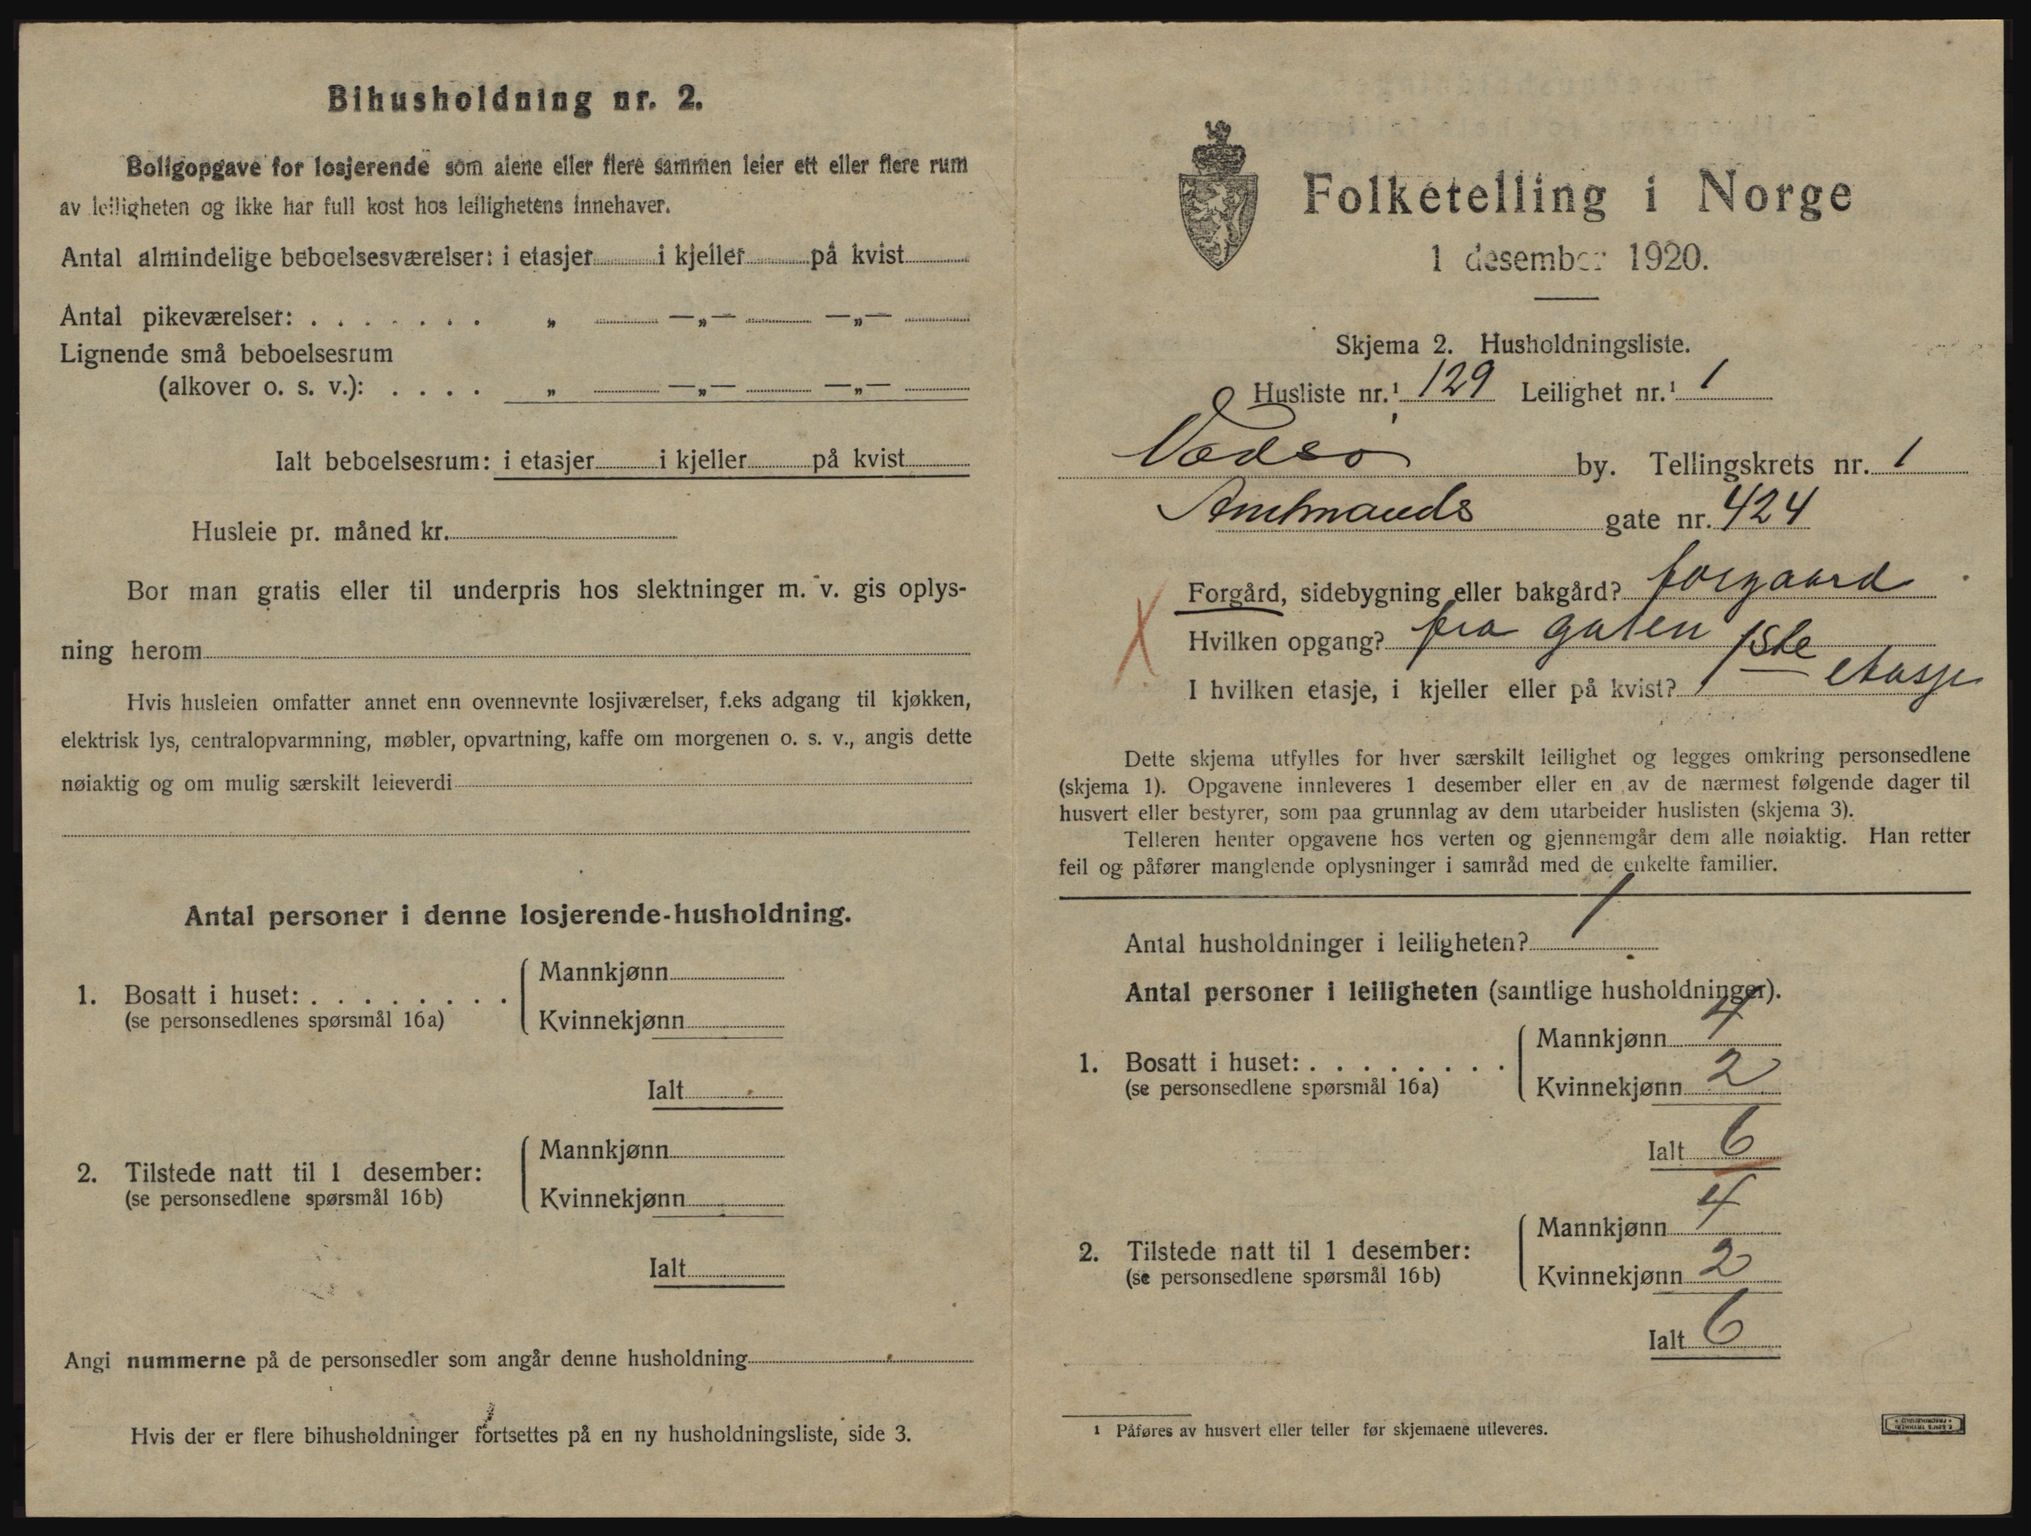 Bihusholdning nr. 2.
Boligopgave for losjerende som alene eller flere sammen leier ett eller flere rum
av leiligheten og ikke har full kost hos leilighetens innehaver.
Antal almindelige beboelsesværelser: i etasjer i kjeller på kvist
Antal pikeværelser: . . . . . . . „ —„— —„—
Lignende små beboelsesrum
(alkover o. s. v.): . . . . „ —„— —„—
Ialt beboelsesrum: i etasjer i kjeller på kvist
Husleie pr. måned kr.
Bor man gratis eller til underpris hos slektninger m. v. gis oplys-
ning herom
Hvis husleien omfatter annet enn ovennevnte losjiværelser, f.eks adgang til kjøkken,
elektrisk lys, centralopvarmning, møbler, opvartning, kaffe om morgenen o. s. v., angis dette
nøiaktig og om mulig særskilt leieverdi
Antal personer i denne losjerende-husholdning.
1. Bosatt i huset: . . . . . . . .
(se personsedlenes spørsmål 16a)
Mannkjønn
Kvinnekjønn
Ialt
2. Tilstede natt til 1 desember:
(se personsedlene spørsmål 16b)
Mannkjønn
Kvinnekjønn
Ialt
Angi nummerne på de personsedler som angår denne husholdning
Hvis der er flere bihusholdninger fortsettes på en ny husholdningsliste, side 3.
Folketelling i Norge
1 desember 1920.
Skjema 2. Husholdningsliste.
Husliste nr.¹ 129 Leilighet nr.¹ 1
Vadsø by. Tellingskrets nr. 1
Amtmands gate nr. 424
Forgård, sidebygning eller bakgård? forgaard
Hvilken opgang? fra gaten
I hvilken etasje, i kjeller eller på kvist? 1ste etasje
Dette skjema utfylles for hver særskilt leilighet og legges omkring personsedlene
(skjema 1). Opgavene innleveres 1 desember eller en av de nærmest følgende dager til
husvert eller bestyrer, som paa grunnlag av dem utarbeider huslisten (skjema 3).
Telleren henter opgavene hos verten og gjennemgår dem alle nøiaktig. Han retter
feil og påfører manglende oplysninger i samråd med de enkelte familier.
Antal husholdninger i leiligheten? 1
Antal personer i leiligheten (samtlige husholdninger).
1. Bosatt i huset: . . . . . . . .
(se personsedlene spørsmål 16a)
Mannkjønn 4
Kvinnekjønn 2
Ialt 6
2. Tilstede natt til 1 desember:
(se personsedlene spørsmål 16b)
Mannkjønn 4
Kvinnekjønn 2
Ialt 6
¹ Påføres av husvert eller teller før skjemaene utleveres.